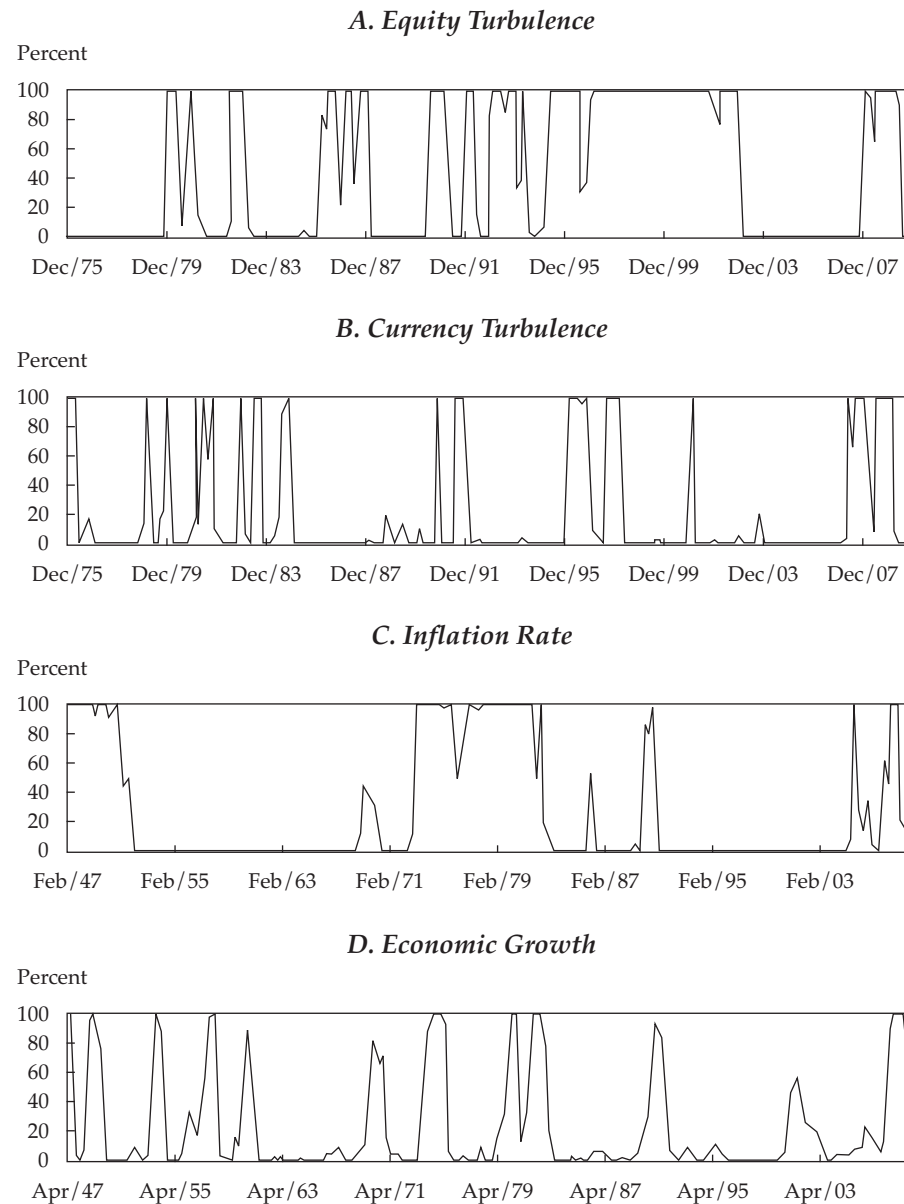 A. Equity Turbulence
Percent
100
80
60
40
20
0
Dec/75 Dec/79 Dec/83 Dec/87 Dec/91 Dec/95 Dec/99 Dec/03 Dec/07
B. Currency Turbulence
Percent
100
80
60
40
20
0
Dec/75 Dec/79 Dec/83 Dec/87 Dec/91 Dec/95 Dec/99 Dec/03 Dec/07
C. Inflation Rate
Percent
100
80
60
40
20
0
Feb/47 Feb/55 Feb/63 Feb/71 Feb/79 Feb/87 Feb/95 Feb/03
D. Economic Growth
Percent
100
80
60
40
20
0
Apr/47 Apr/55 Apr/63 Apr/71 Apr/79 Apr/87 Apr/95 Apr/03